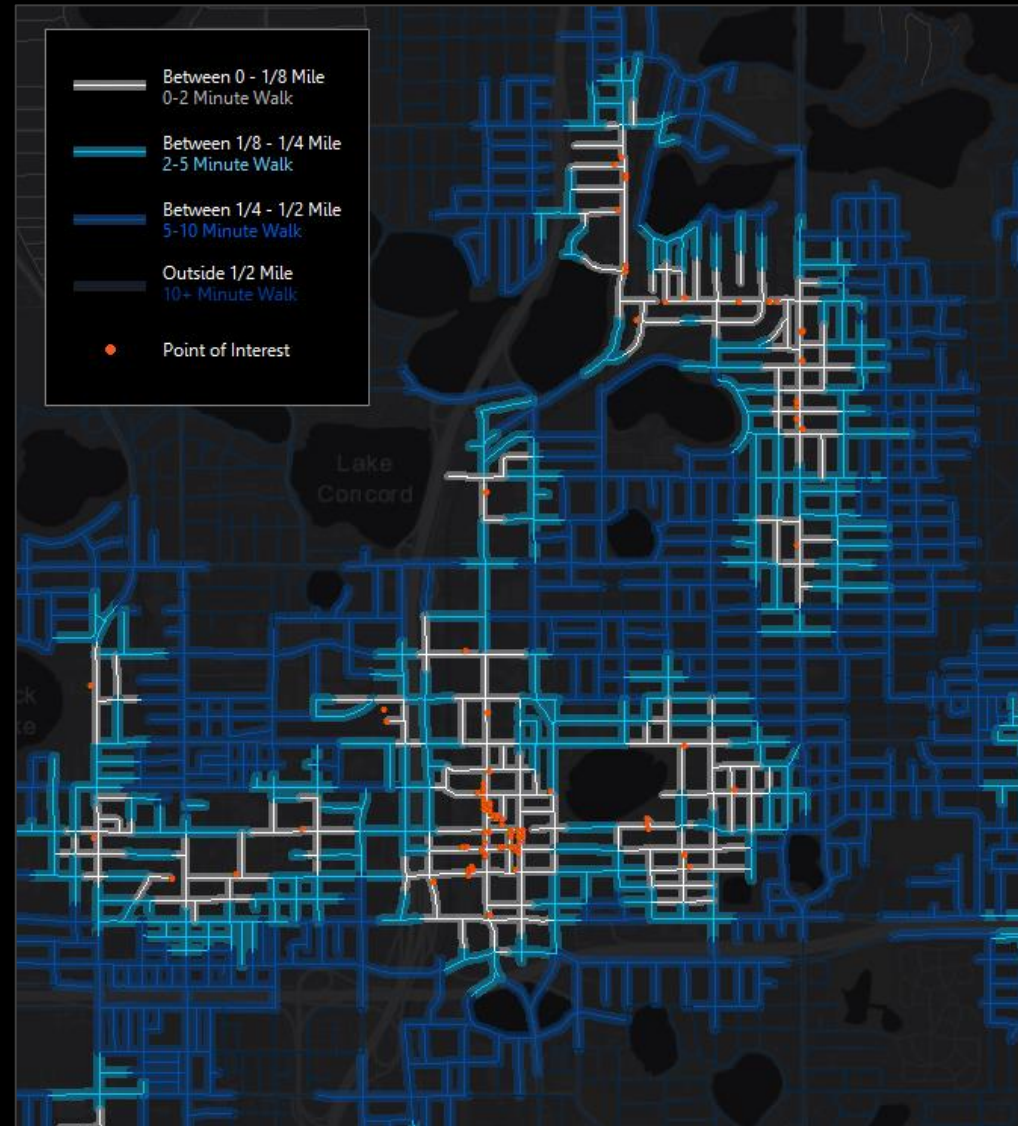 Between 0 - 1/8 Mile
0-2 Minute Walk
Between 1/8 - 1/4 Mile
2-5 Minute Walk
Between 1/4 - 1/2 Mile
5-10 Minute Walk
Outside 1/2 Mile
10+ Minute Walk
Point of Interest
Lake
Concord
ck
ke